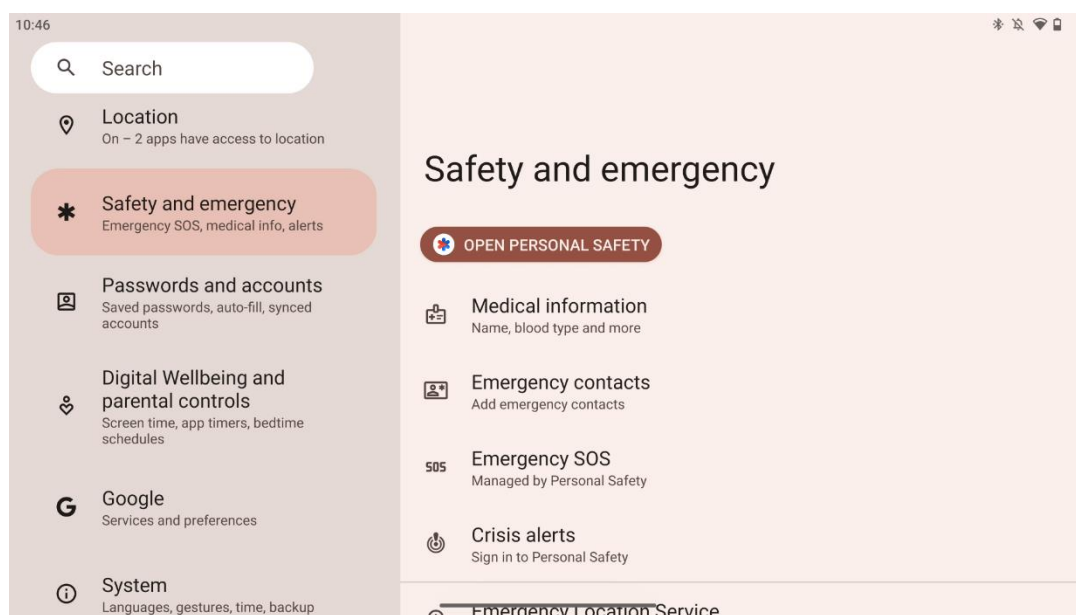 10:46
Search
Location
On – 2 apps have access to location
Safety and emergency
Emergency SOS, medical info, alerts
Passwords and accounts
Saved passwords, auto-fill, synced
accounts
Digital Wellbeing and
parental controls
Screen time, app timers, bedtime
schedules
Google
Services and preferences
System
Languages, gestures, time, backup
Safety and emergency
OPEN PERSONAL SAFETY
Medical information
Name, blood type and more
Emergency contacts
Add emergency contacts
SOS
Emergency SOS
Managed by Personal Safety
Crisis alerts
Sign in to Personal Safety
Emergency Location Service